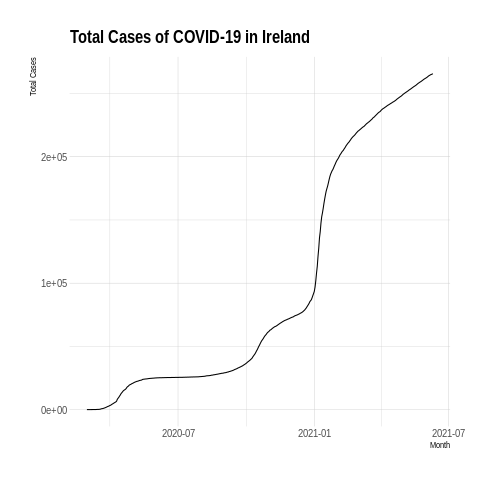 Total Cases of COVID-19 in Ireland
Total Cases
2e+05
1e+05
0e+00
2020-07 2021-01 2021-07
Month